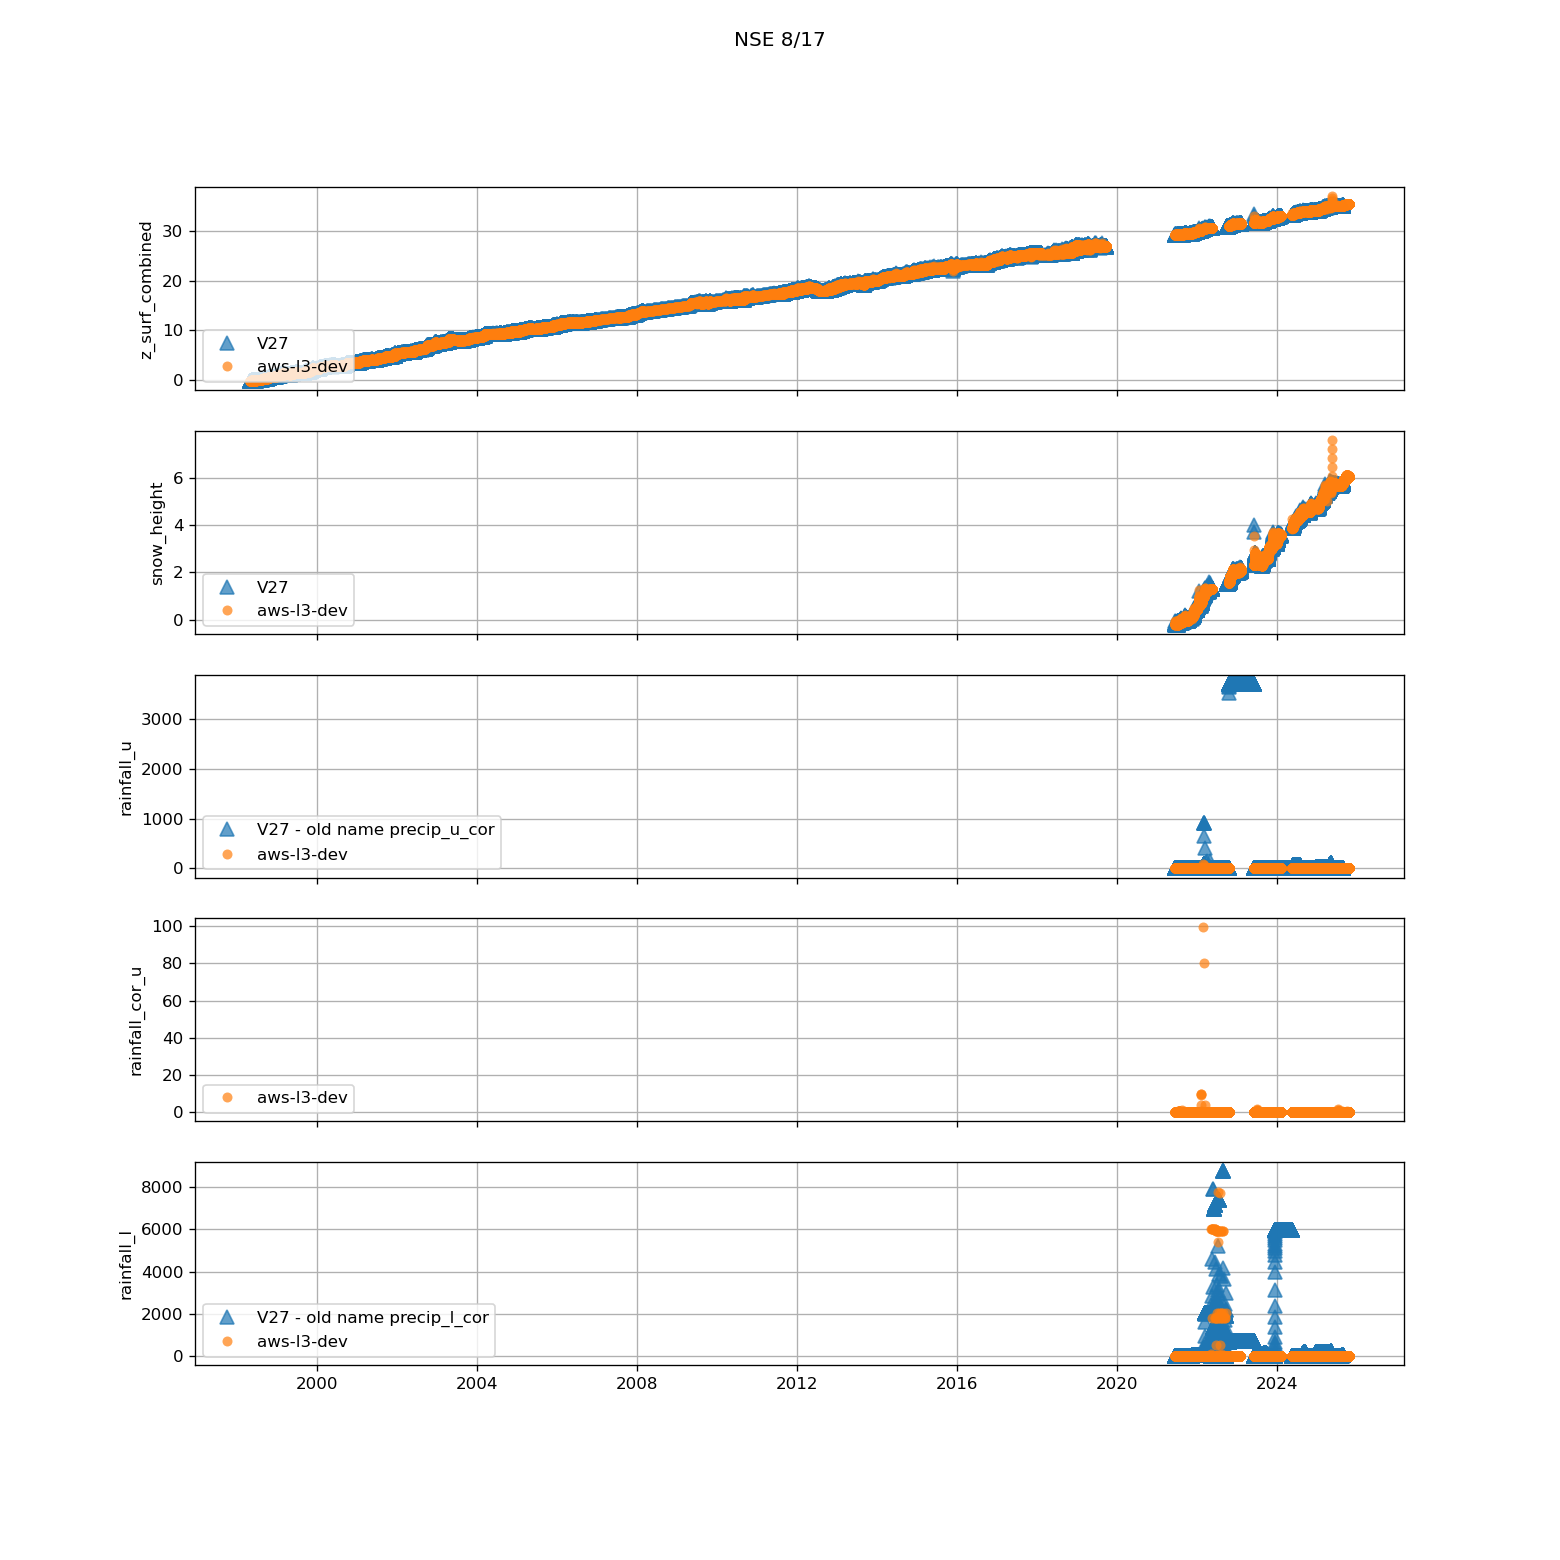 NSE 8/17
z_surf_combined
30
20
10
0
V27
aws-l3-dev
snow_height
6
4
2
0
V27
aws-l3-dev
rainfall_u
3000
2000
1000
0
V27 - old name precip_u_cor
aws-l3-dev
rainfall_cor_u
100
80
60
40
20
0
aws-l3-dev
rainfall_l
8000
6000
4000
2000
0
V27 - old name precip_l_cor
aws-l3-dev
2000 2004 2008 2012 2016 2020 2024